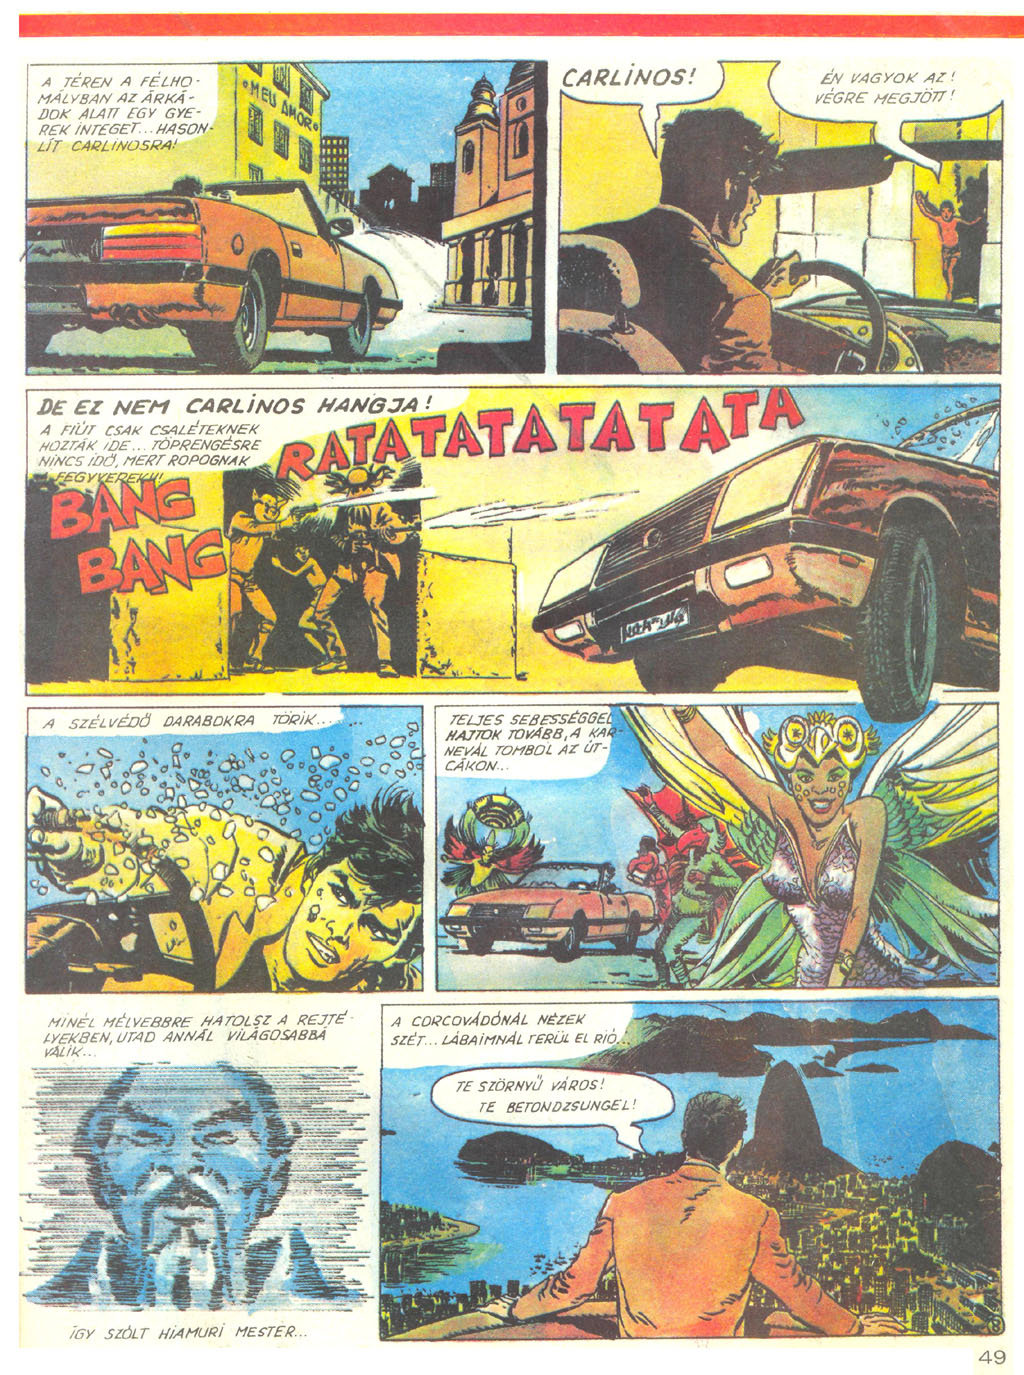 A TÉREN A FÉLHO-
MÁLYBAN AZ ÁRKÁ-
DOK ALATT EGY GYE-
REK INTEGET... HASON-
LÍT CARLINOSRA!
MEU AMOR
CARLINOS!
ÉN VAGYOK AZ!
VÉGRE MEGJÖTT!
DE EZ NEM CARLINOS HANGJA!
A FIÚT CSAK CSALÉTEKNEK
HOZTÁK IDE... TÖPRENGÉSRE
NINCS IDŐ, MERT ROPOGNAK
A FEGYVEREK!!
BANG
BANG
RATATATATATATA
A SZÉLVÉDŐ DARABOKRA TÖRIK......
TELJES SEBESSÉGGEL
HAJTOK TOVÁBB, A KAR-
NEVÁL TOMBOL AZ UT-
CÁKON...
MINÉL MÉLYEBBRE HATOLSZ A REJTÉ-
LYEKBEN, UTAD ANNÁL VILÁGOSABBÁ
VÁLIK...
ÍGY SZÓLT HIAMURI MESTER...
A CORCOVÁDÓNÁL NÉZEK
SZÉT... LÁBAIMNÁL TERÜL EL RIÓ...
TE SZÖRNYŰ VÁROS!
TE BETONDZSUNGEL!
8
49